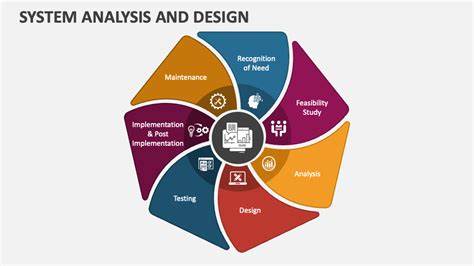 SYSTEM ANALYSIS AND DESIGN
Recognition
of Need
Feasibility
Study
Analysis
Design
Testing
Implementation
& Post
Implementation
Maintenance